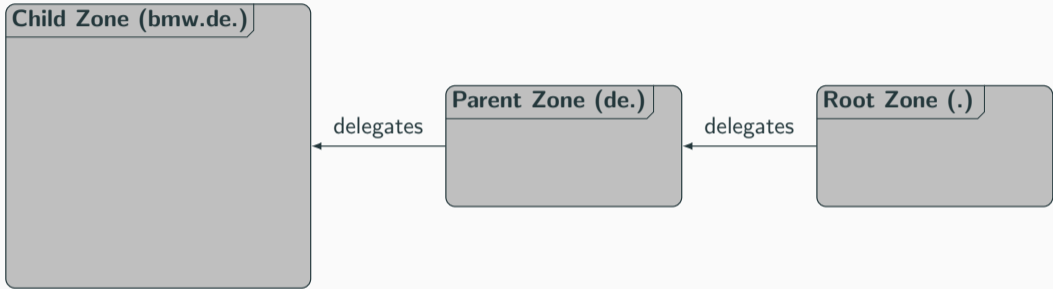 Child Zone (bmw.de.)
delegates
Parent Zone (de.)
delegates
Root Zone (.)